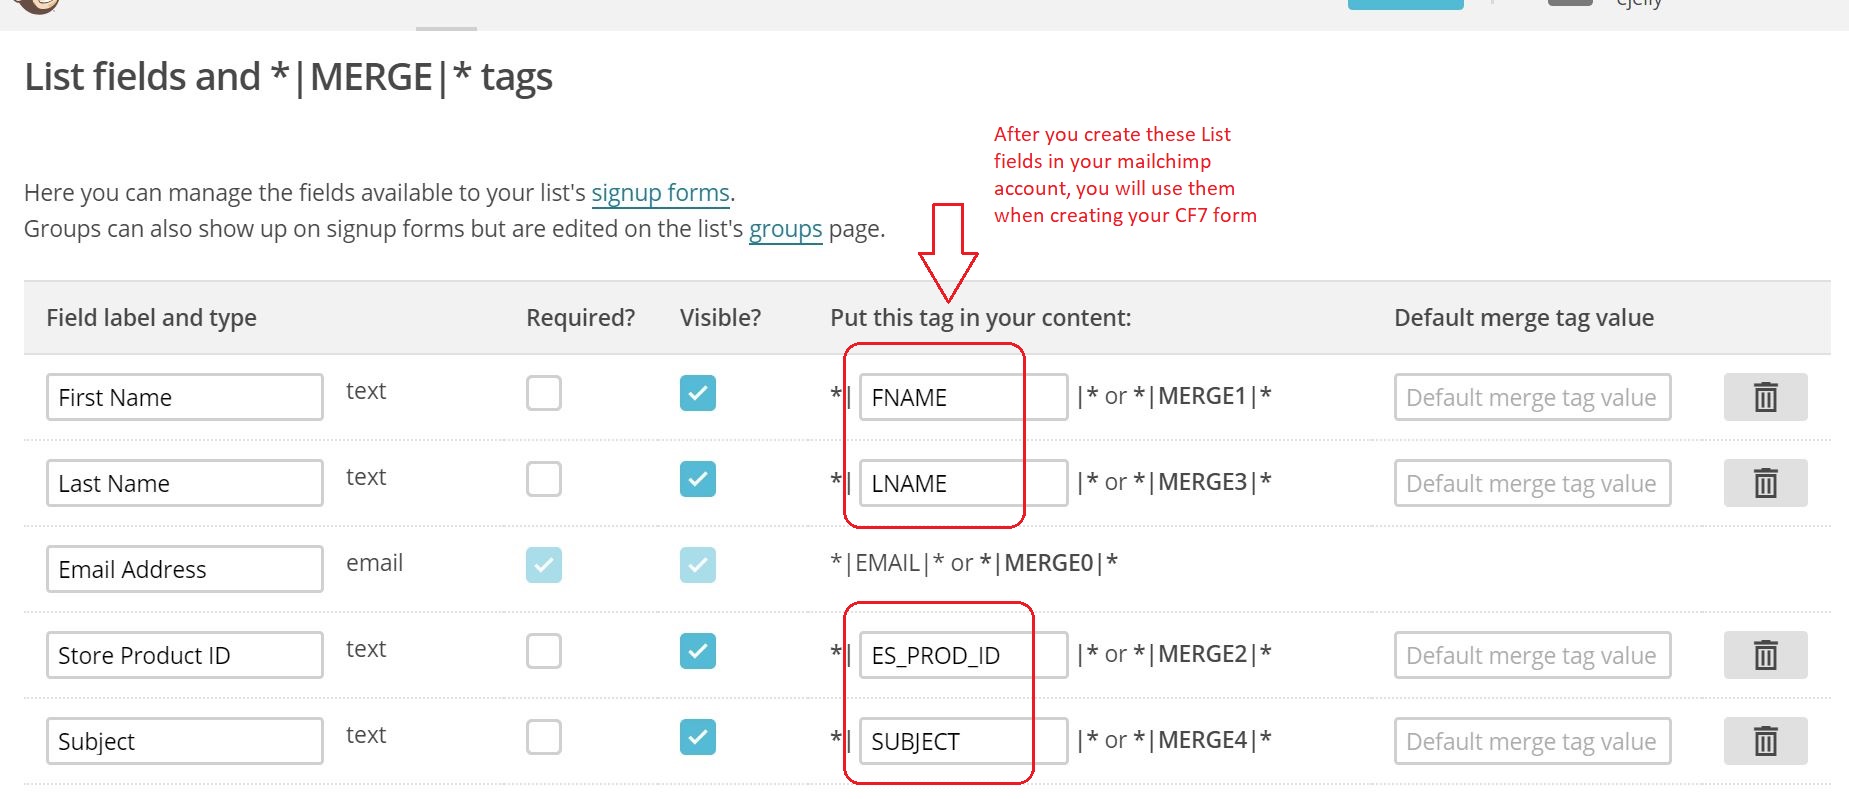 ejelly
List fields and *|MERGE|* tags
After you create these List
fields in your mailchimp
account, you will use them
when creating your CF7 form
Here you can manage the fields available to your list's signup forms.
Groups can also show up on signup forms but are edited on the list's groups page.
Field label and type Required? Visible? Put this tag in your content: Default merge tag value
First Name text *| FNAME |* or *|MERGE1|* Default merge tag value
Last Name text *| LNAME |* or *|MERGE3|* Default merge tag value
Email Address email *|EMAIL|* or *|MERGE0|*
Store Product ID text *| ES_PROD_ID |* or *|MERGE2|* Default merge tag value
Subject text *| SUBJECT |* or *|MERGE4|* Default merge tag value